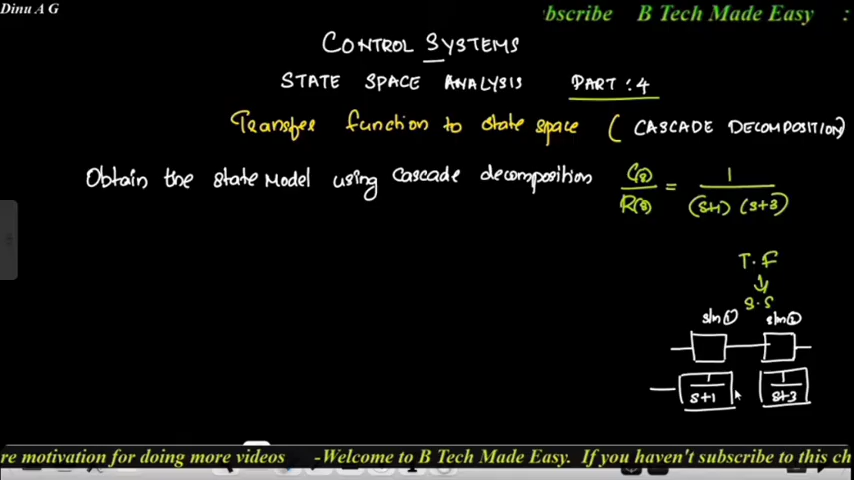 Dinu A G
bscribe B Tech Made Easy :
CONTROL SYSTEMS
STATE SPACE ANALYSIS PART : 4
Transfer function to state space ( CASCADE DECOMPOSITION)
Obtain the state Model using Cascade decomposition C(s)/R(s) = 1/(s+1) (s+3)
T.F
↓
S.S
s/m ① s/m ②
1/s+1 1/s+3
re motivation for doing more videos -Welcome to B Tech Made Easy. If you haven't subscribe to this ch